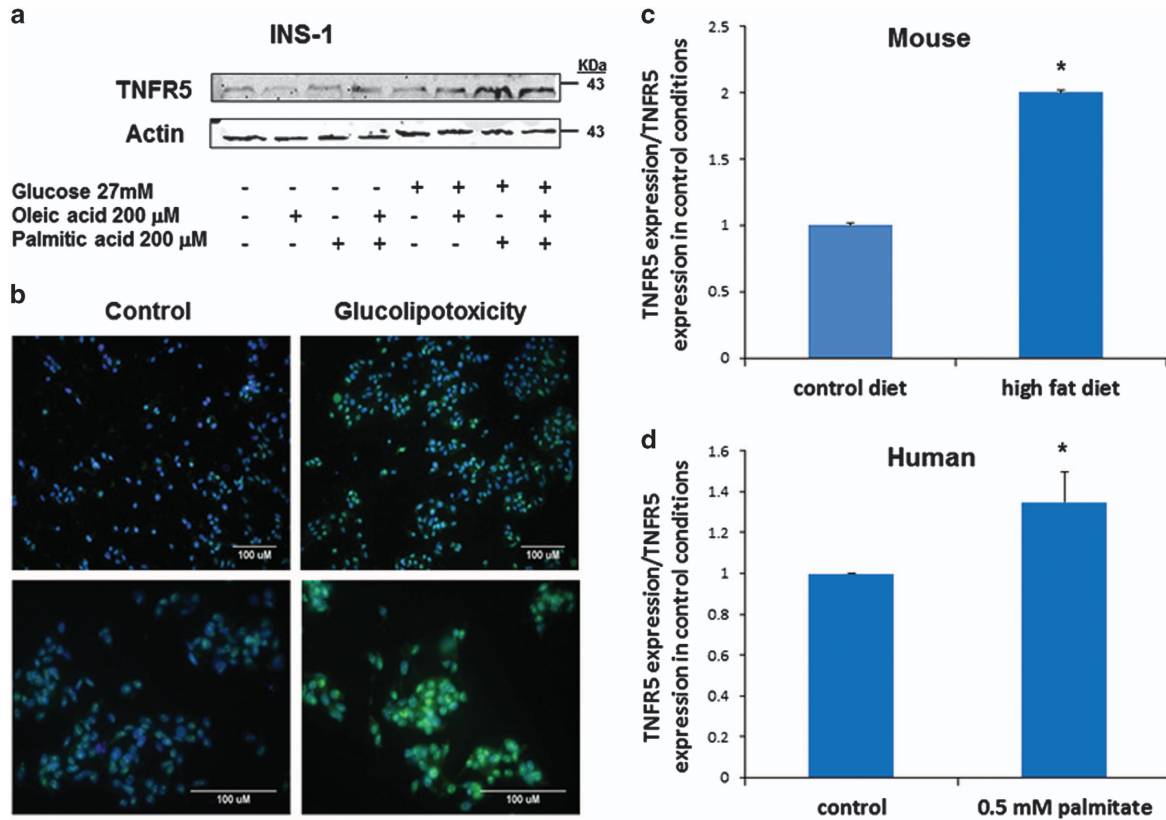 a
INS-1
KDa
TNFR5
43
Actin
43
Glucose 27mM - - - - + + + +
Oleic acid 200 μM - + - + - + - +
Palmitic acid 200 μM - - + + - - + +
b
Control Glucolipotoxicity
100 uM 100 uM
100 uM 100 uM
c
Mouse
TNFR5 expression/TNFR5
expression in control conditions
2.5
2
1.5
1
0.5
0
*
control diet high fat diet
d
Human
TNFR5 expression/TNFR5
expression in control conditions
1.6
1.4
1.2
1
0.8
0.6
0.4
0.2
0
*
control 0.5 mM palmitate